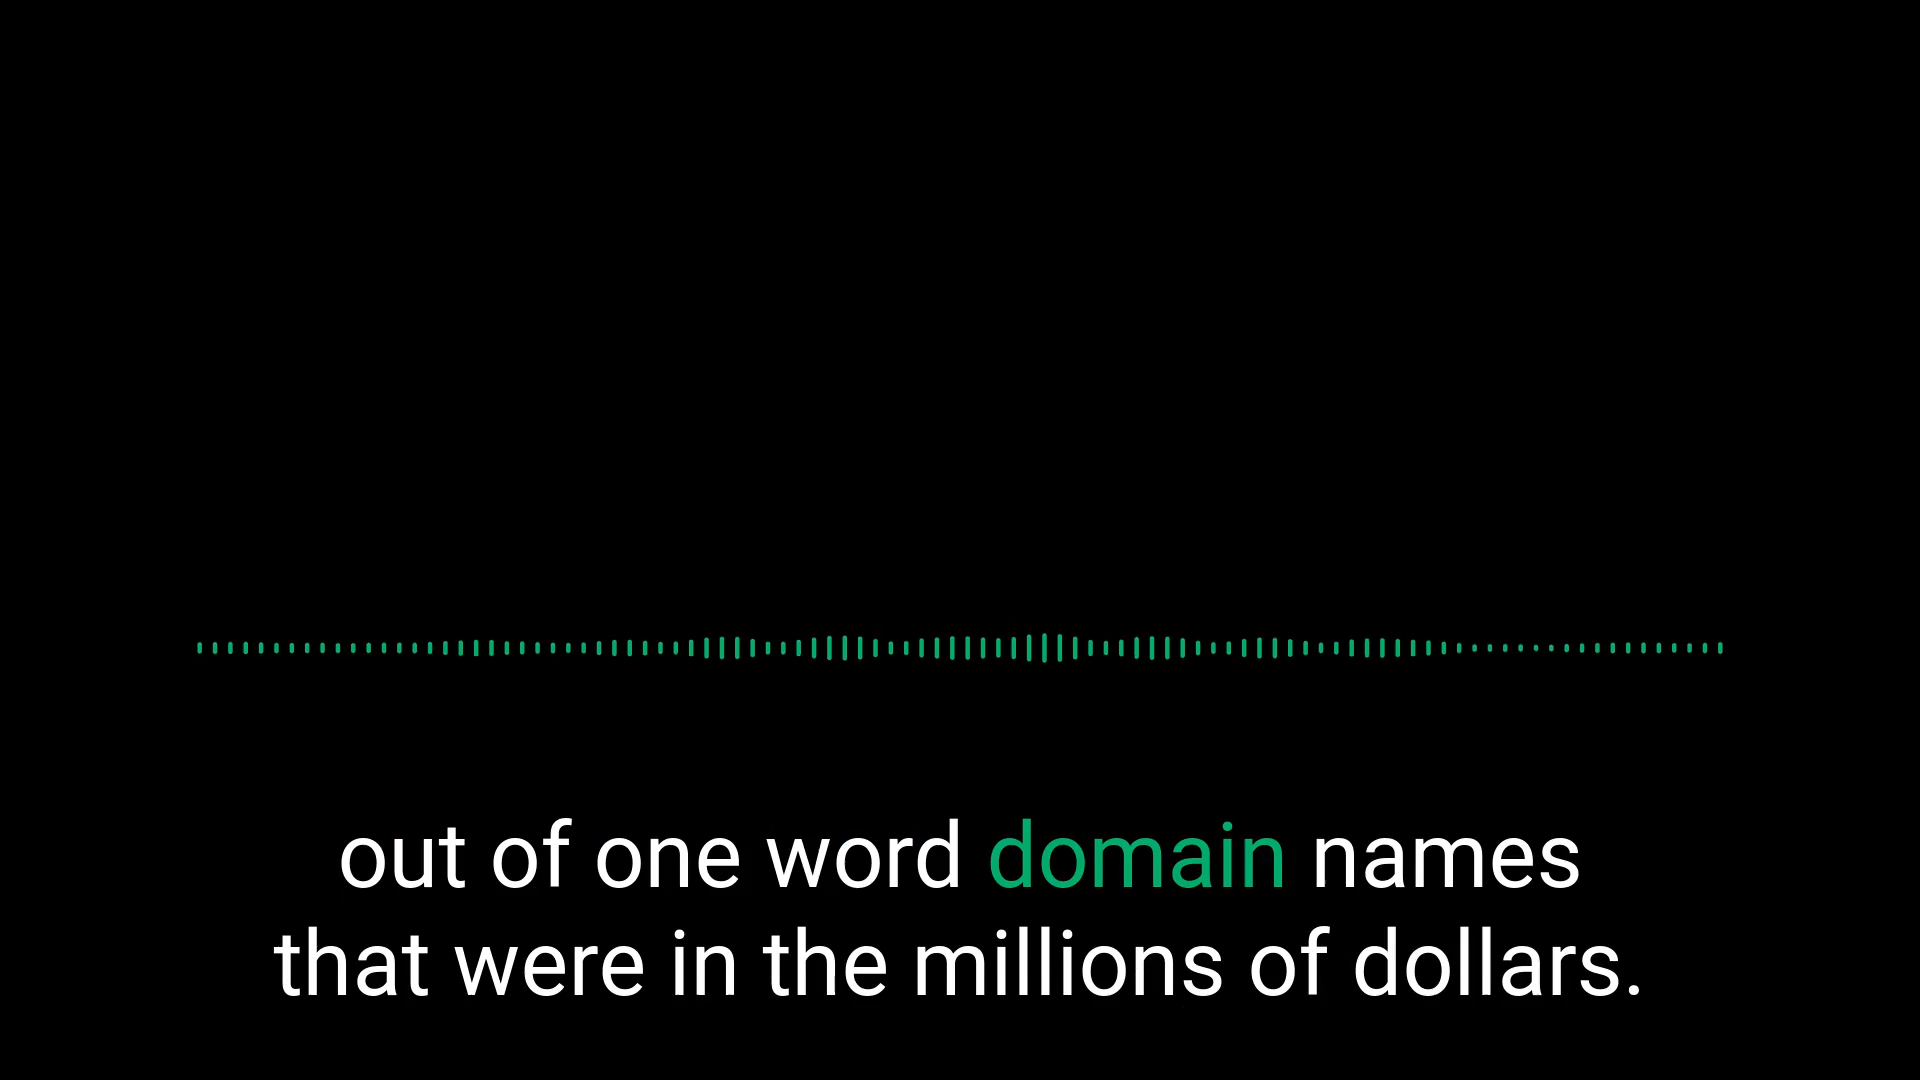 out of one word domain names
that were in the millions of dollars.